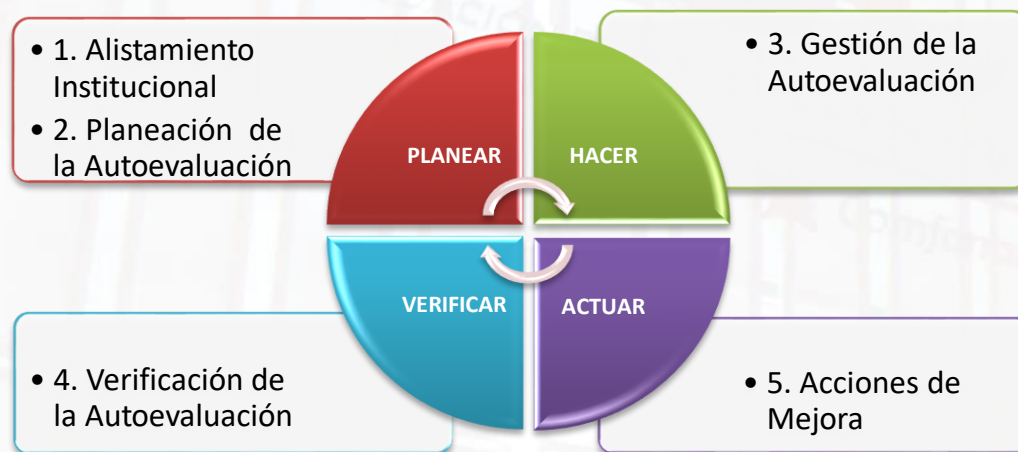 • 1. Alistamiento
Institucional
• 2. Planeación de
la Autoevaluación
• 3. Gestión de la
Autoevaluación
PLANEAR
HACER
VERIFICAR
ACTUAR
• 4. Verificación de
la Autoevaluación
• 5. Acciones de
Mejora